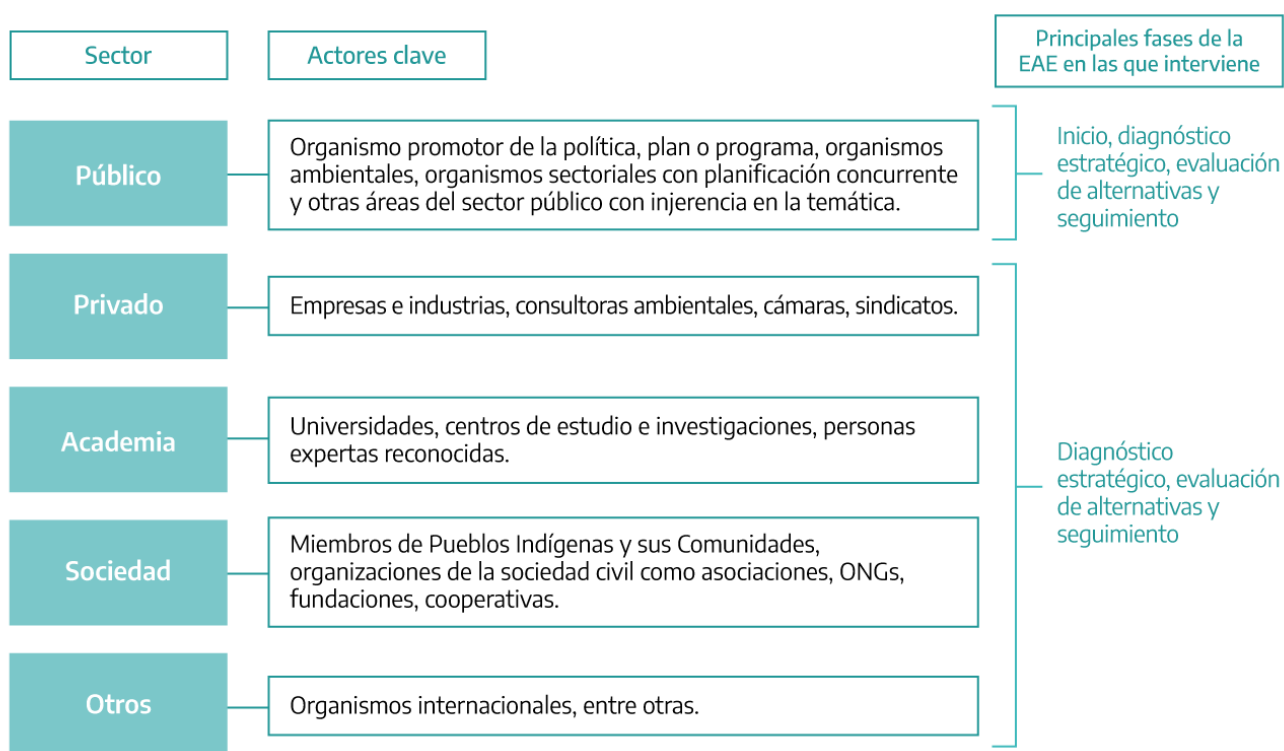 Sector
Actores clave
Principales fases de la
EAE en las que interviene
Público
Organismo promotor de la política, plan o programa, organismos
ambientales, organismos sectoriales con planificación concurrente
y otras áreas del sector público con injerencia en la temática.
Inicio, diagnóstico
estratégico, evaluación
de alternativas y
seguimiento
Privado
Empresas e industrias, consultoras ambientales, cámaras, sindicatos.
Academia
Universidades, centros de estudio e investigaciones, personas
expertas reconocidas.
Diagnóstico
estratégico, evaluación
de alternativas y
seguimiento
Sociedad
Miembros de Pueblos Indígenas y sus Comunidades,
organizaciones de la sociedad civil como asociaciones, ONGs,
fundaciones, cooperativas.
Otros
Organismos internacionales, entre otras.